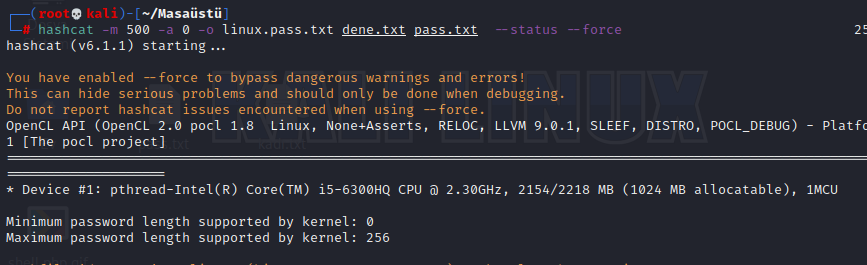 ┌──(root💀kali)-[~/Masaüstü]
└─# hashcat -m 500 -a 0 -o linux.pass.txt dene.txt pass.txt  --status --force 25
hashcat (v6.1.1) starting...

You have enabled --force to bypass dangerous warnings and errors!
This can hide serious problems and should only be done when debugging.
Do not report hashcat issues encountered when using --force.
OpenCL API (OpenCL 2.0 pocl 1.8  Linux, None+Asserts, RELOC, LLVM 9.0.1, SLEEF, DISTRO, POCL_DEBUG) - Platfo
1 [The pocl project]
* Device #1: pthread-Intel(R) Core(TM) i5-6300HQ CPU @ 2.30GHz, 2154/2218 MB (1024 MB allocatable), 1MCU

Minimum password length supported by kernel: 0
Maximum password length supported by kernel: 256
KALI LINUX